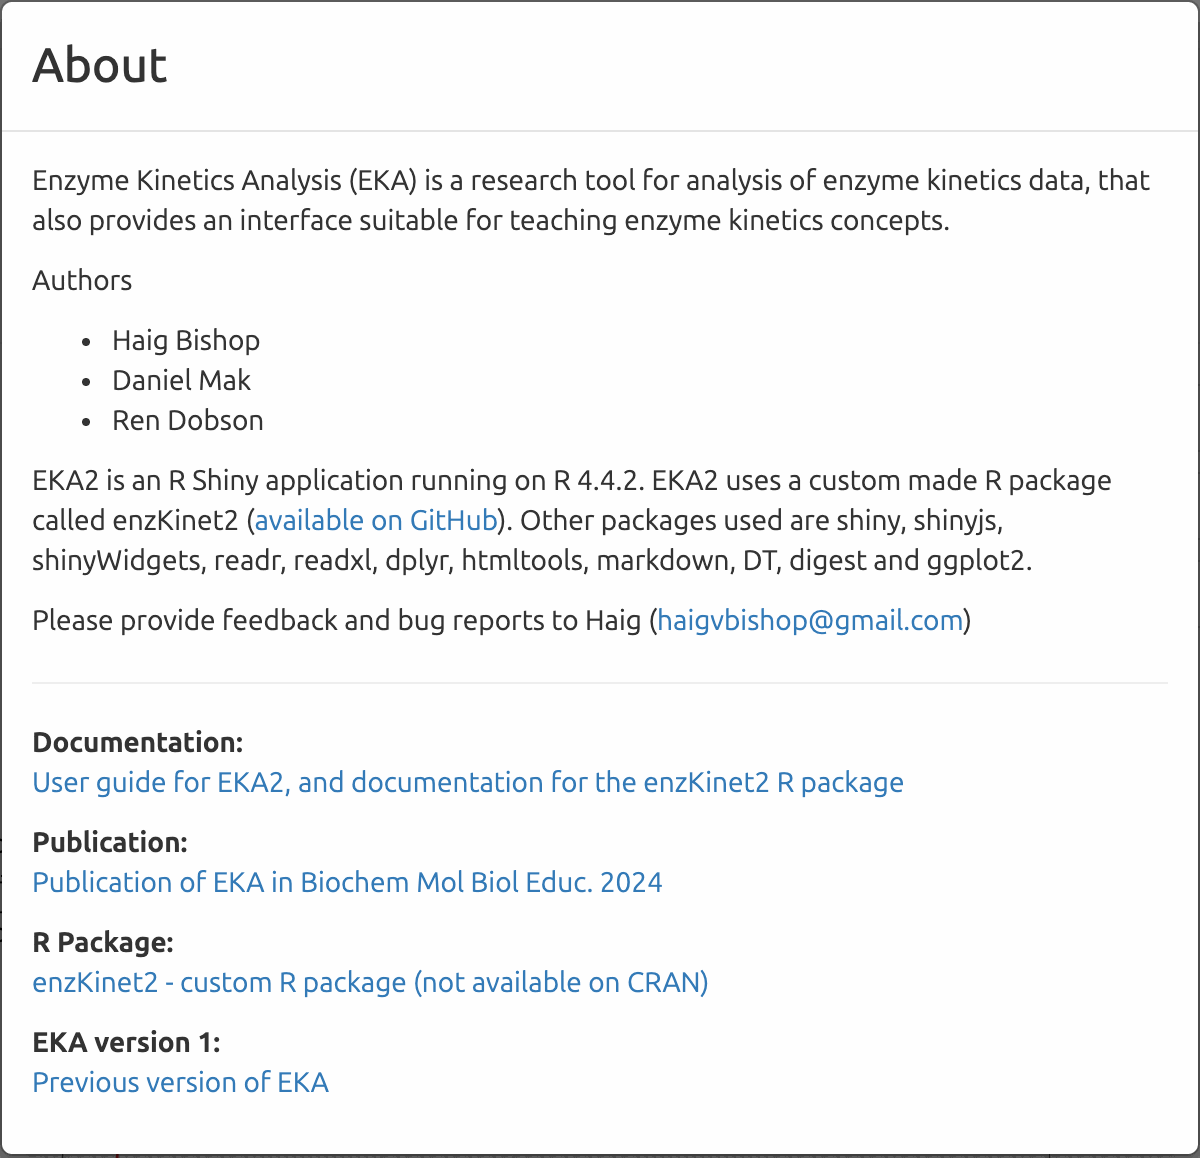 About
Enzyme Kinetics Analysis (EKA) is a research tool for analysis of enzyme kinetics data, that
also provides an interface suitable for teaching enzyme kinetics concepts.
Authors
• Haig Bishop
• Daniel Mak
• Ren Dobson
EKA2 is an R Shiny application running on R 4.4.2. EKA2 uses a custom made R package
called enzKinet2 (available on GitHub). Other packages used are shiny, shinyjs,
shinyWidgets, readr, readxl, dplyr, htmltools, markdown, DT, digest and ggplot2.
Please provide feedback and bug reports to Haig (haigvbishop@gmail.com)
Documentation:
User guide for EKA2, and documentation for the enzKinet2 R package
Publication:
Publication of EKA in Biochem Mol Biol Educ. 2024
R Package:
enzKinet2 - custom R package (not available on CRAN)
EKA version 1:
Previous version of EKA